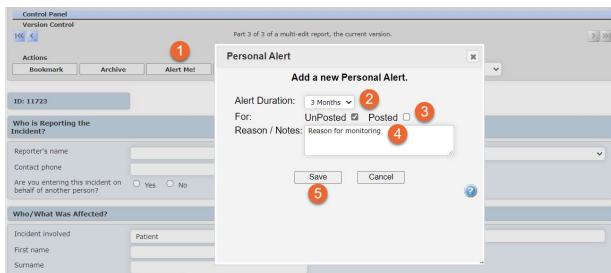 Control Panel
Version Control
Part 3 of 3 of a multi-edit report, the current version.
Actions
Bookmark Archive Alert Me!
1
Personal Alert
Add a new Personal Alert.
Alert Duration: 3 Months 2
For: UnPosted Posted 3
Reason / Notes: Reason for monitoring 4
Save Cancel
5
ID: 11723
Who is Reporting the
Incident?
Reporter's name
Contact phone
Are you entering this incident on
behalf of another person?
Yes No
Who/What Was Affected?
Incident involved Patient
First name
Surname